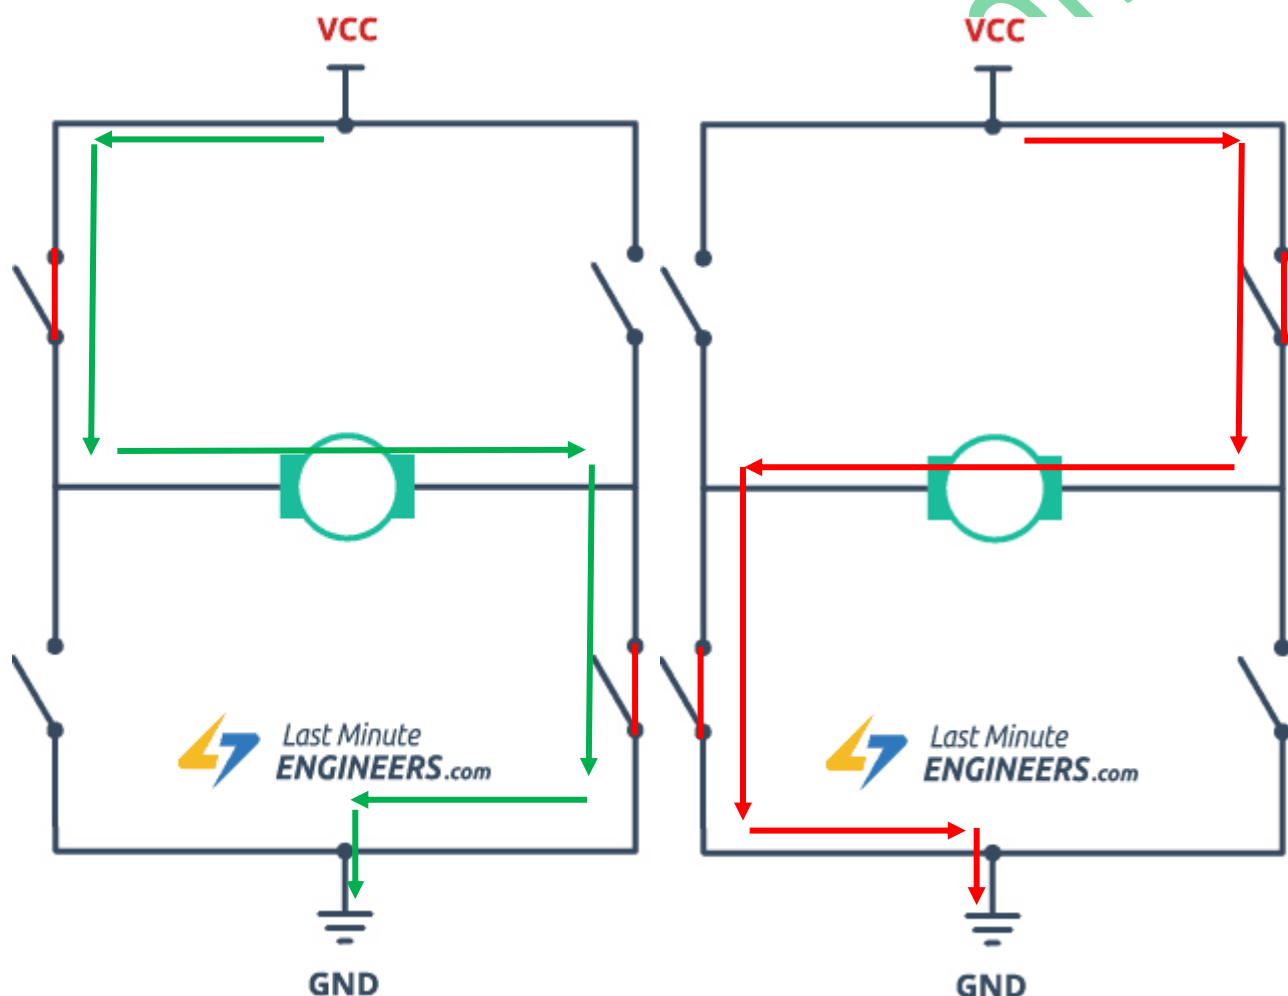 VCC
VCC
Last Minute
ENGINEERS.com
Last Minute
ENGINEERS.com
GND
GND